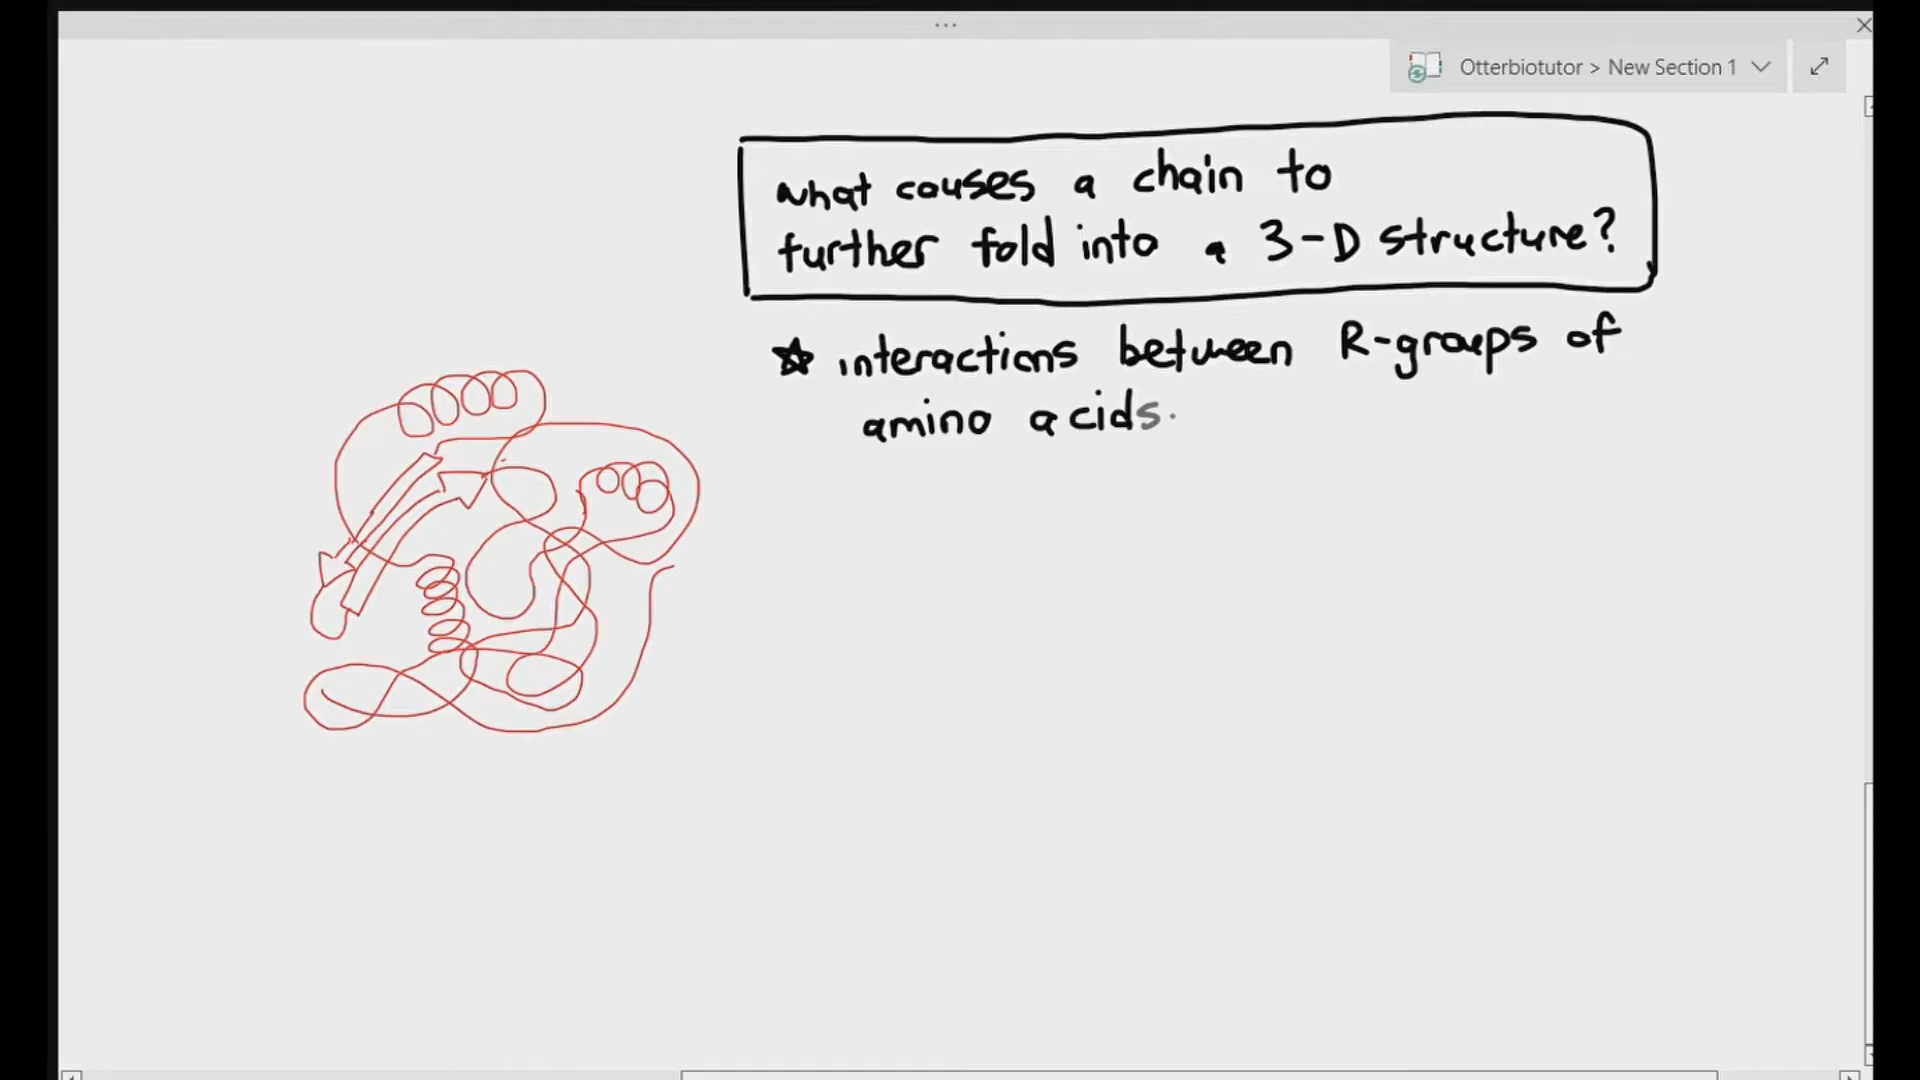 Otterbiotutor > New Section 1
what causes a chain to
further fold into a 3-D structure?
interactions between R-groups of
amino acids.